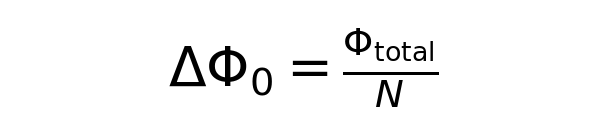 ΔΦ₀ = Φ_total / N